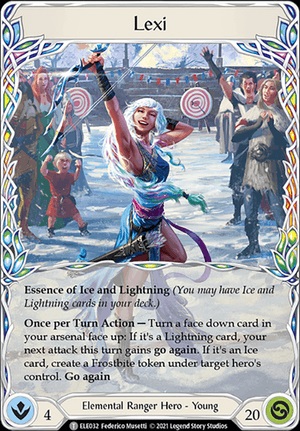 Lexi
Essence of Ice and Lightning (You may have Ice and
Lightning cards in your deck.)
Once per Turn Action — Turn a face down card in
your arsenal face up: If it's a Lightning card, your
next attack this turn gains go again. If it's an Ice
card, create a Frostbite token under target hero's
control. Go again
4
Elemental Ranger Hero - Young
20
T ELE032 Federico Musetti © 2021 Legend Story Studios